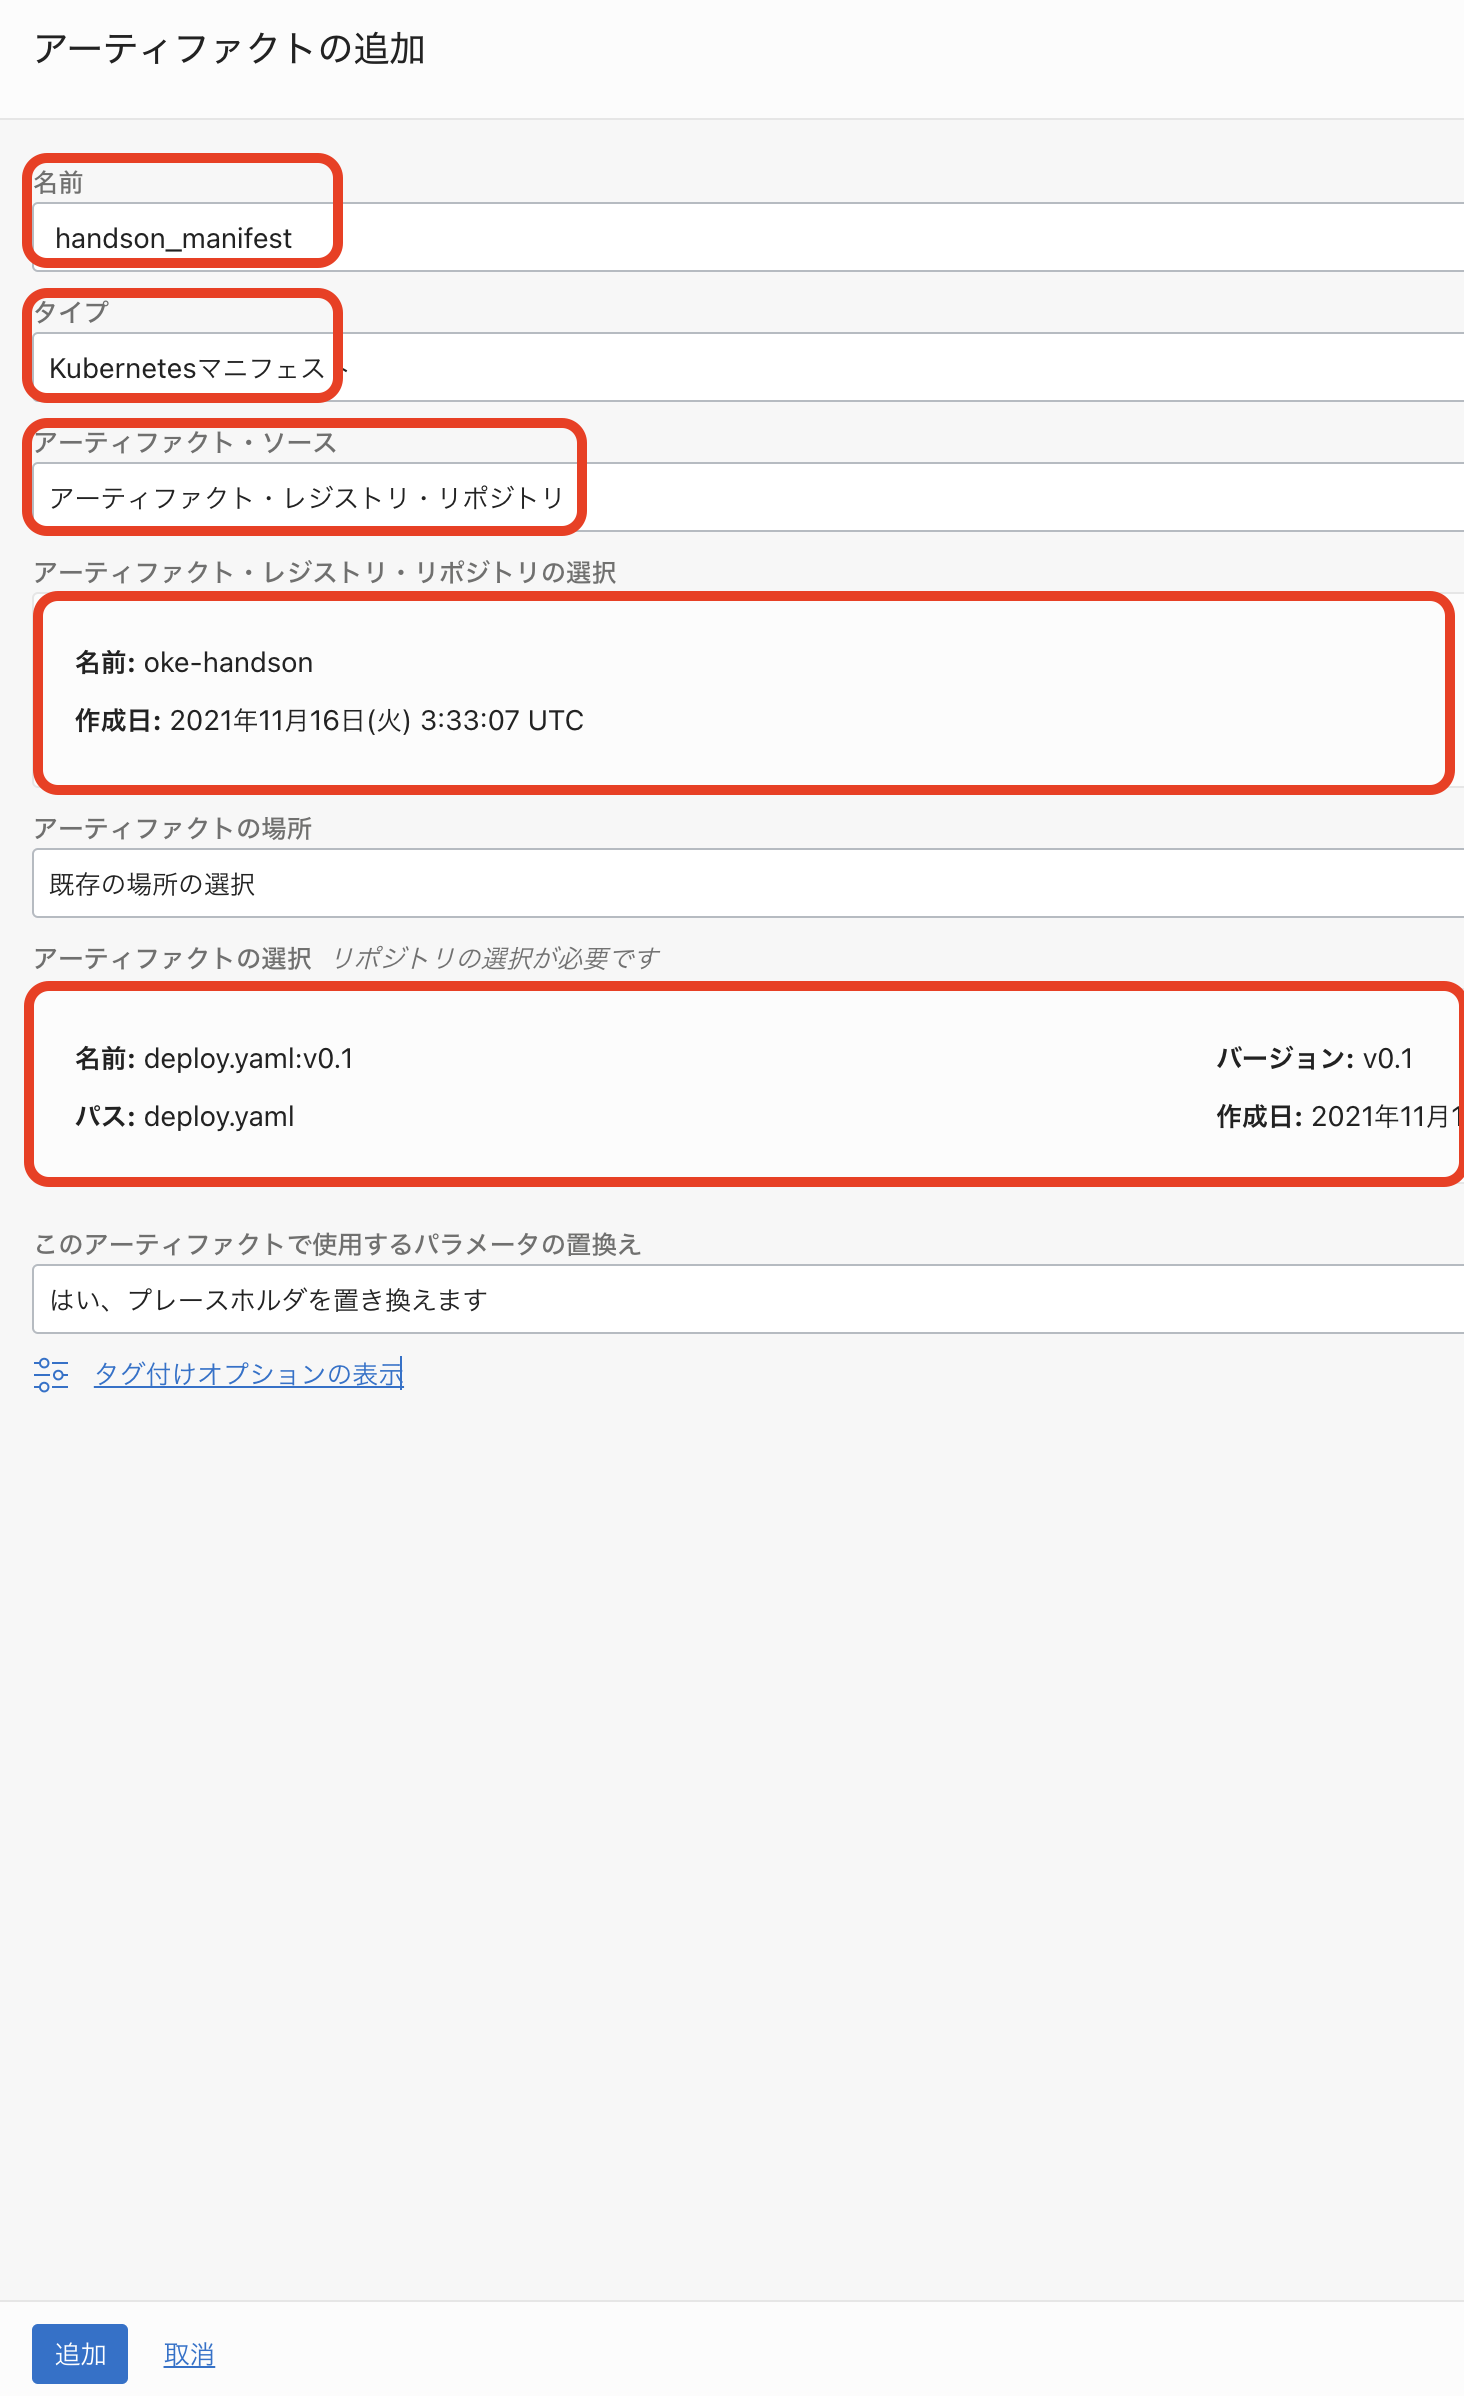 アーティファクトの追加
名前
handson_manifest
タイプ
Kubernetesマニフェスト
アーティファクト・ソース
アーティファクト・レジストリ・リポジトリ
アーティファクト・レジストリ・リポジトリの選択
名前: oke-handson
作成日: 2021年11月16日(火) 3:33:07 UTC
アーティファクトの場所
既存の場所の選択
アーティファクトの選択 リポジトリの選択が必要です
名前: deploy.yaml:v0.1 バージョン: v0.1
パス: deploy.yaml 作成日: 2021年11月1
このアーティファクトで使用するパラメータの置換え
はい、プレースホルダを置き換えます
タグ付けオプションの表示
追加 取消